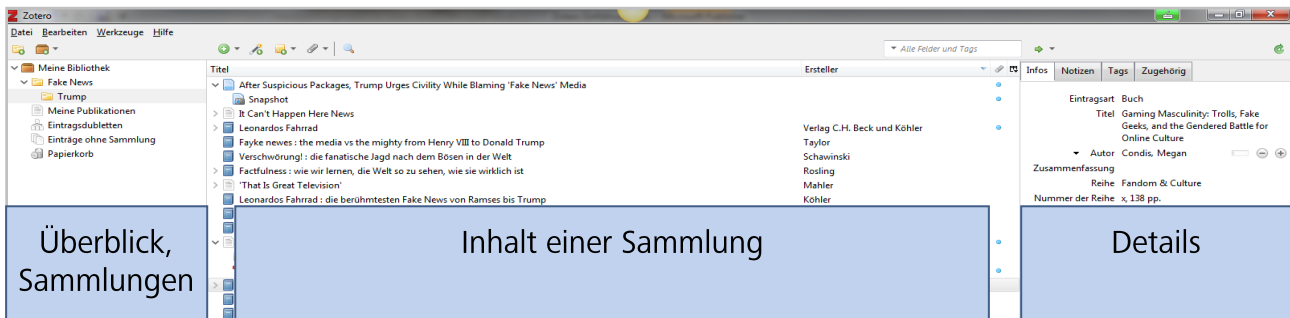 Zotero
Datei Bearbeiten Werkzeuge Hilfe
Alle Felder und Tags
Meine Bibliothek
Fake News
Trump
Meine Publikationen
Eintragsdubletten
Einträge ohne Sammlung
Papierkorb
Titel Ersteller
After Suspicious Packages, Trump Urges Civility While Blaming 'Fake News' Media
Snapshot
It Can't Happen Here News
Leonardos Fahrrad Verlag C.H. Beck und Köhler
Fayke newes : the media vs the mighty from Henry VIII to Donald Trump Taylor
Verschwörung! : die fanatische Jagd nach dem Bösen in der Welt Schawinski
Factfulness : wie wir lernen, die Welt so zu sehen, wie sie wirklich ist Rosling
'That Is Great Television' Mahler
Leonardos Fahrrad : die berühmtesten Fake News von Ramses bis Trump Köhler
Infos Notizen Tags Zugehörig
Eintragsart Buch
Titel Gaming Masculinity: Trolls, Fake
Geeks, and the Gendered Battle for
Online Culture
Autor Condis, Megan
Zusammenfassung
Reihe Fandom & Culture
Nummer der Reihe x, 138 pp.
Überblick,
Sammlungen
Inhalt einer Sammlung
Details